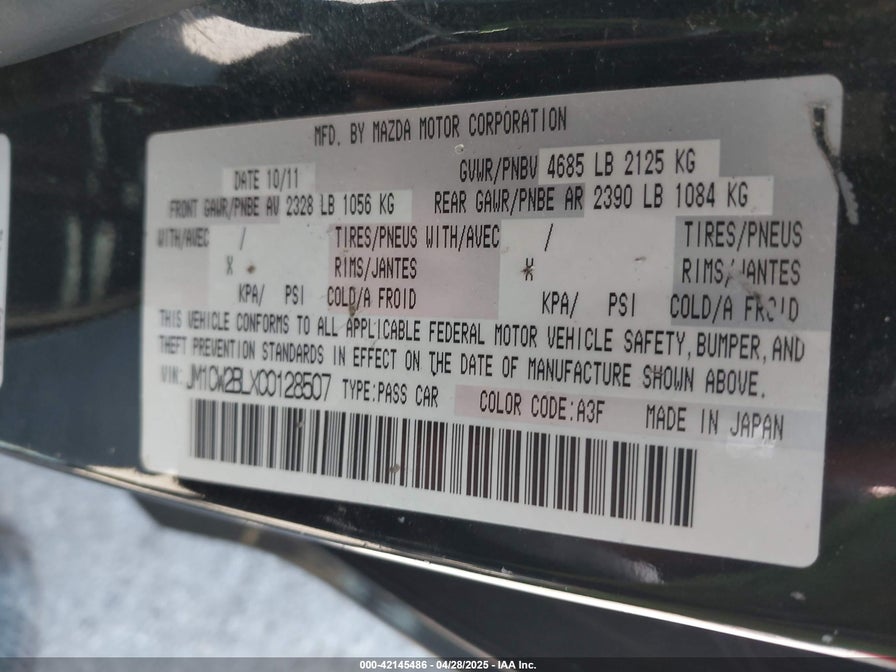 MFD. BY MAZDA MOTOR CORPORATION
DATE 10/11 GVWR/PNBV 4685 LB 2125 KG
FRONT GAWR/PNBE AV 2328 LB 1056 KG REAR GAWR/PNBE AR 2390 LB 1084 KG
WITH/AVEC / TIRES/PNEUS WITH/AVEC / TIRES/PNEUS
X RIMS/JANTES X RIMS/JANTES
KPA/ PSI COLD/A FROID KPA/ PSI COLD/A FROID
THIS VEHICLE CONFORMS TO ALL APPLICABLE FEDERAL MOTOR VEHICLE SAFETY, BUMPER, AND
THEFT PREVENTION STANDARDS IN EFFECT ON THE DATE OF MANUFACTURE SHOWN ABOVE.
VIN: JM1CW2BLXC0128507 TYPE:PASS CAR COLOR CODE:A3F MADE IN JAPAN
000-42145486 - 04/28/2025 - IAA Inc.